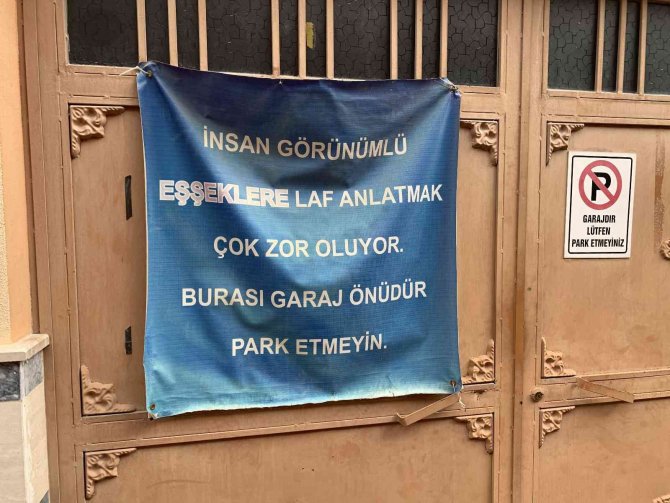 İNSAN GÖRÜNÜMLÜ
EŞŞEKLERE LAF ANLATMAK
ÇOK ZOR OLUYOR.
BURASI GARAJ ÖNÜDÜR
PARK ETMEYİN.
P
GARAJDIR
LÜTFEN
PARK ETMEYİNİZ